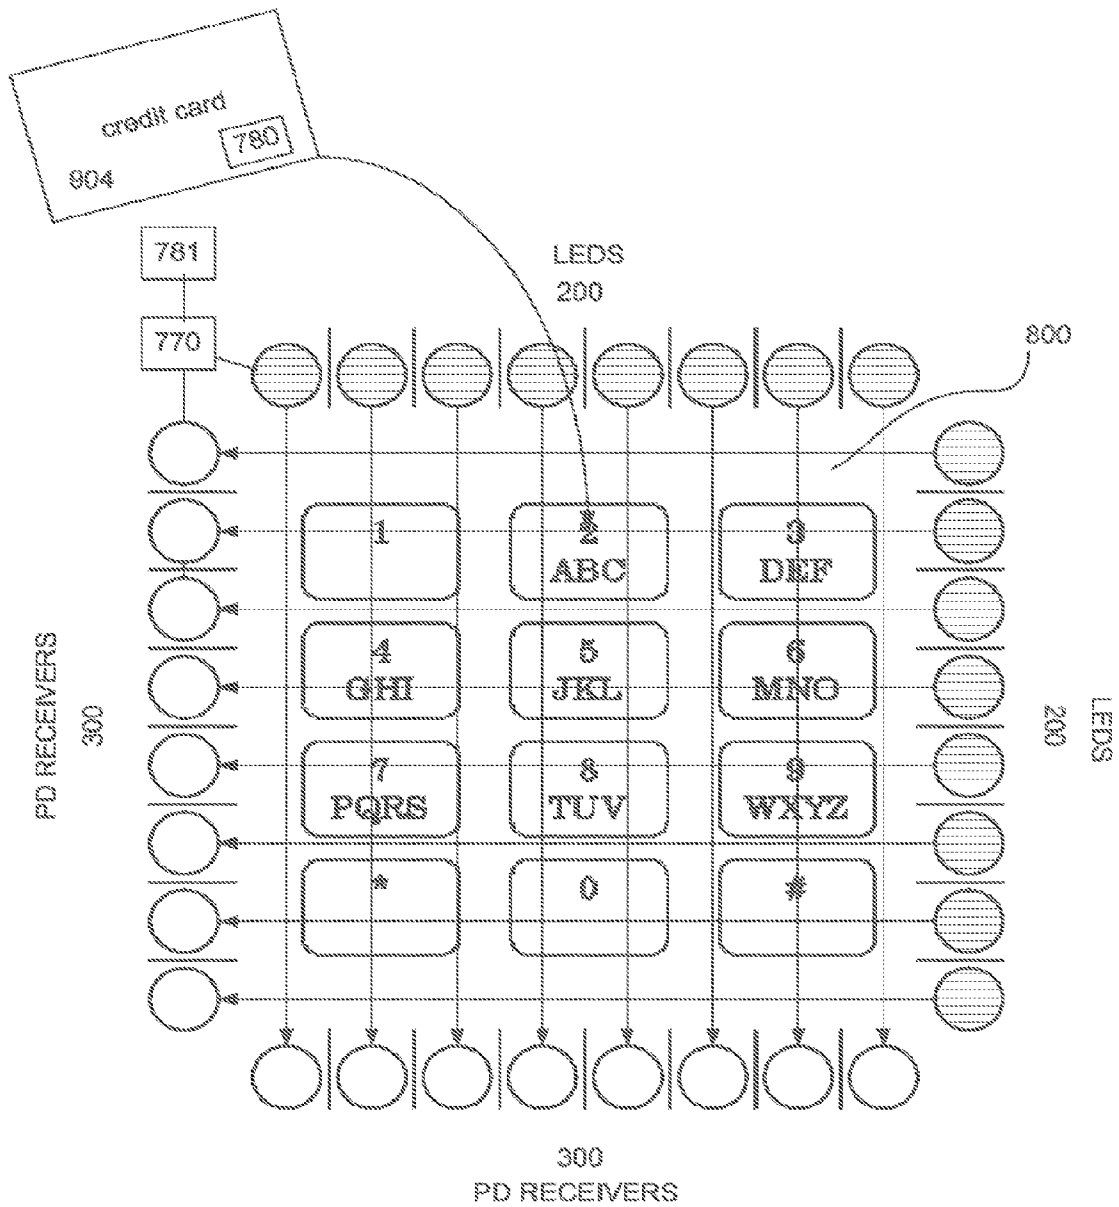 credit card
780
904
781
770
LEDS
200
800
1
2
ABC
3
DEF
4
GHI
5
JKL
6
MNO
7
PQRS
8
TUV
9
WXYZ
*
0
#
PD RECEIVERS
300
LEDS
200
300
PD RECEIVERS